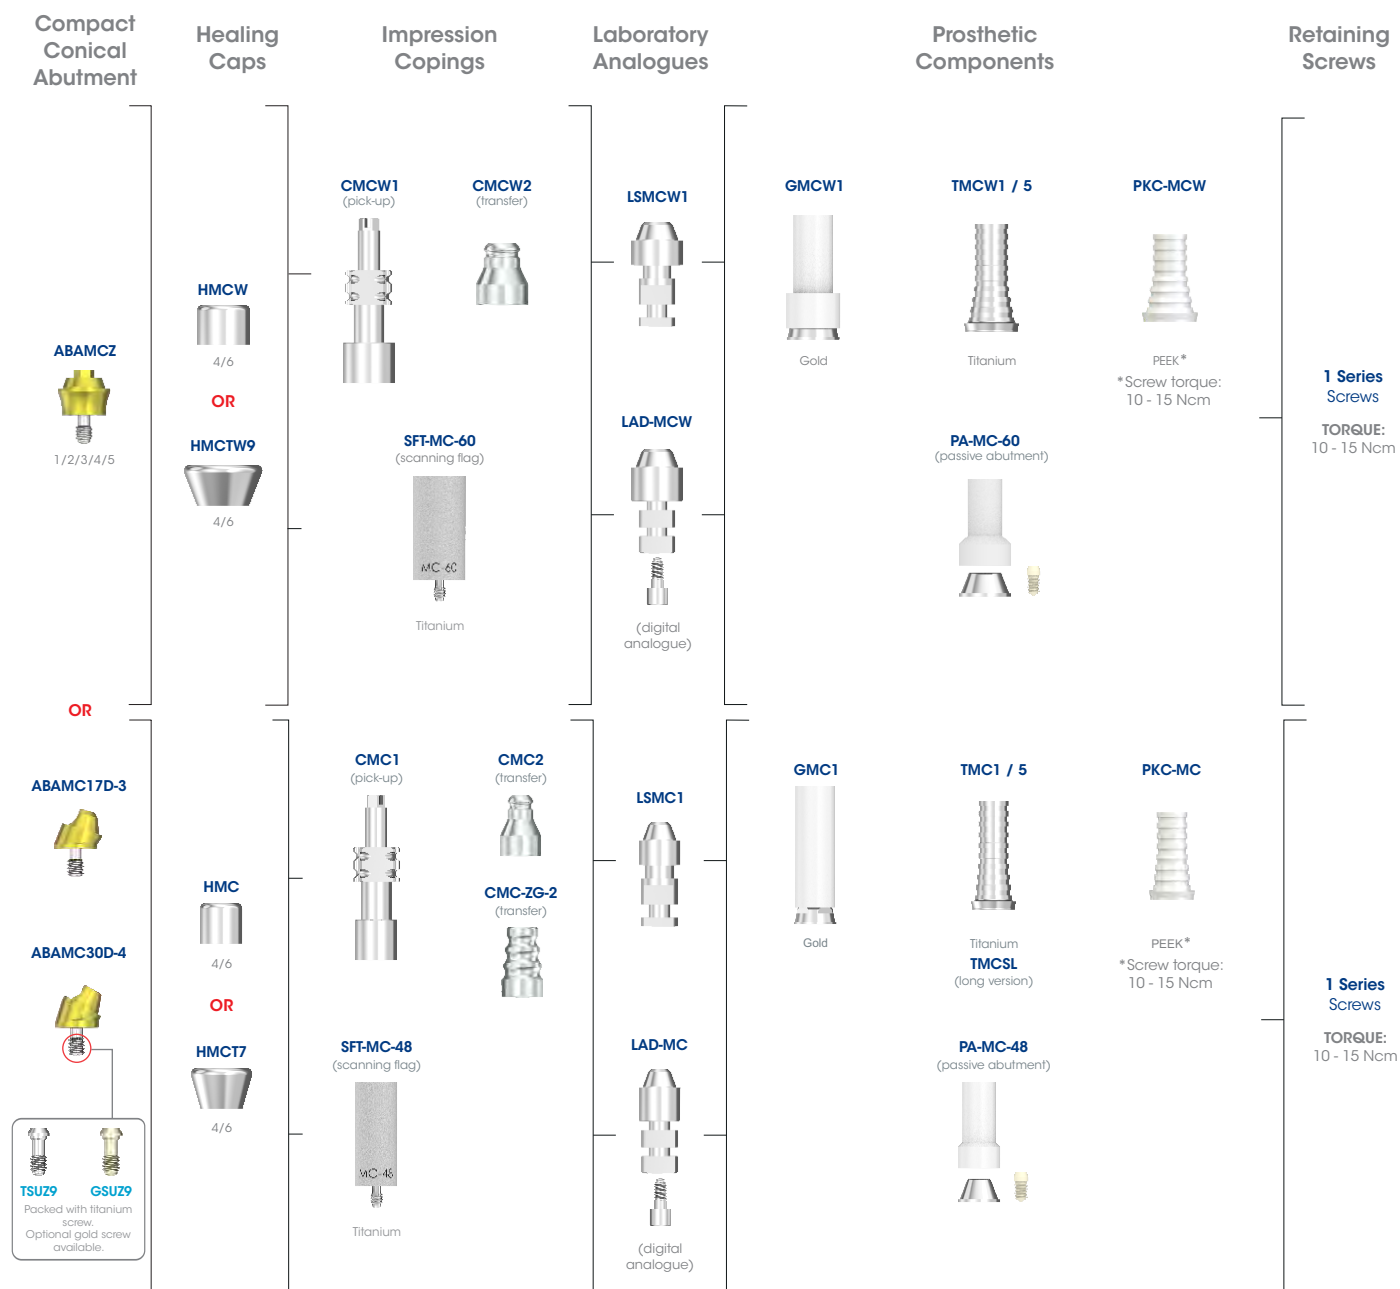 Compact
Conical
Abutment
Healing
Caps
Impression
Copings
Laboratory
Analogues
Prosthetic
Components
Retaining
Screws
ABAMCZ
1/2/3/4/5
HMCW
4/6
OR
HMCTW9
4/6
CMCW1
(pick-up)
CMCW2
(transfer)
SFT-MC-60
(scanning flag)
MC-60
Titanium
LSMCW1
LAD-MCW
(digital
analogue)
GMCW1
Gold
TMCW1 / 5
Titanium
PKC-MCW
PEEK*
*Screw torque:
10 - 15 Ncm
PA-MC-60
(passive abutment)
1 Series
Screws
TORQUE:
10 - 15 Ncm
OR
ABAMC17D-3
ABAMC30D-4
TSUZ9
GSUZ9
Packed with titanium
screw.
Optional gold screw
available.
HMC
4/6
OR
HMCT7
4/6
CMC1
(pick-up)
CMC2
(transfer)
CMC-ZG-2
(transfer)
SFT-MC-48
(scanning flag)
MC-48
Titanium
LSMC1
LAD-MC
(digital
analogue)
GMC1
Gold
TMC1 / 5
Titanium
TMCSL
(long version)
PKC-MC
PEEK*
*Screw torque:
10 - 15 Ncm
PA-MC-48
(passive abutment)
1 Series
Screws
TORQUE:
10 - 15 Ncm